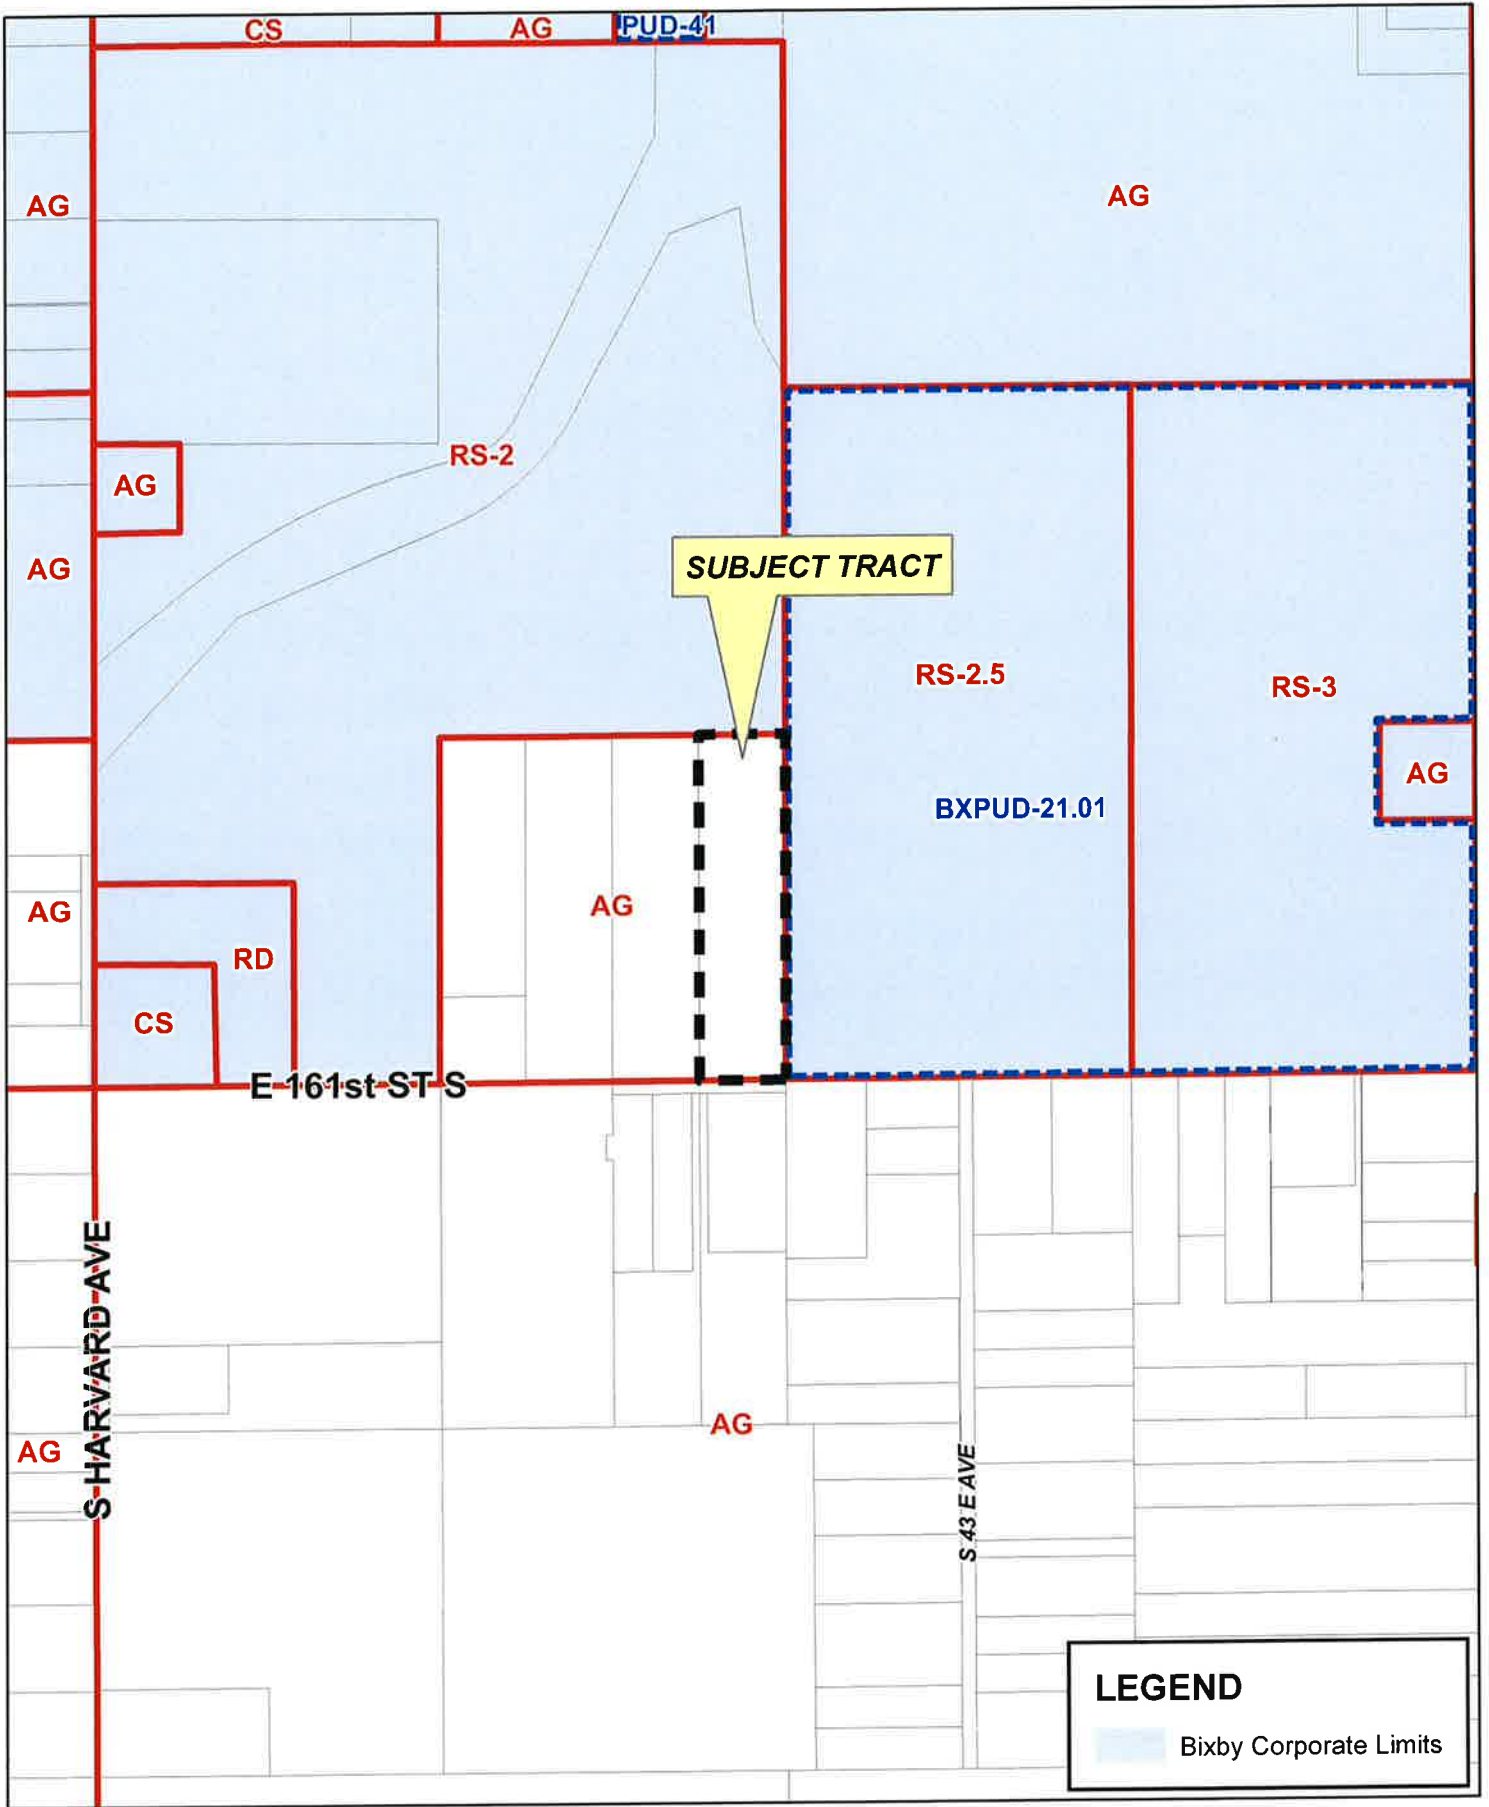 CS
AG
PUD-41
AG
AG
RS-2
AG
AG
SUBJECT TRACT
RS-2.5
RS-3
AG
BXPUD-21.01
AG
AG
RD
CS
E 161st ST S
S HARVARD AVE
AG
AG
S 43 E AVE
LEGEND
Bixby Corporate Limits